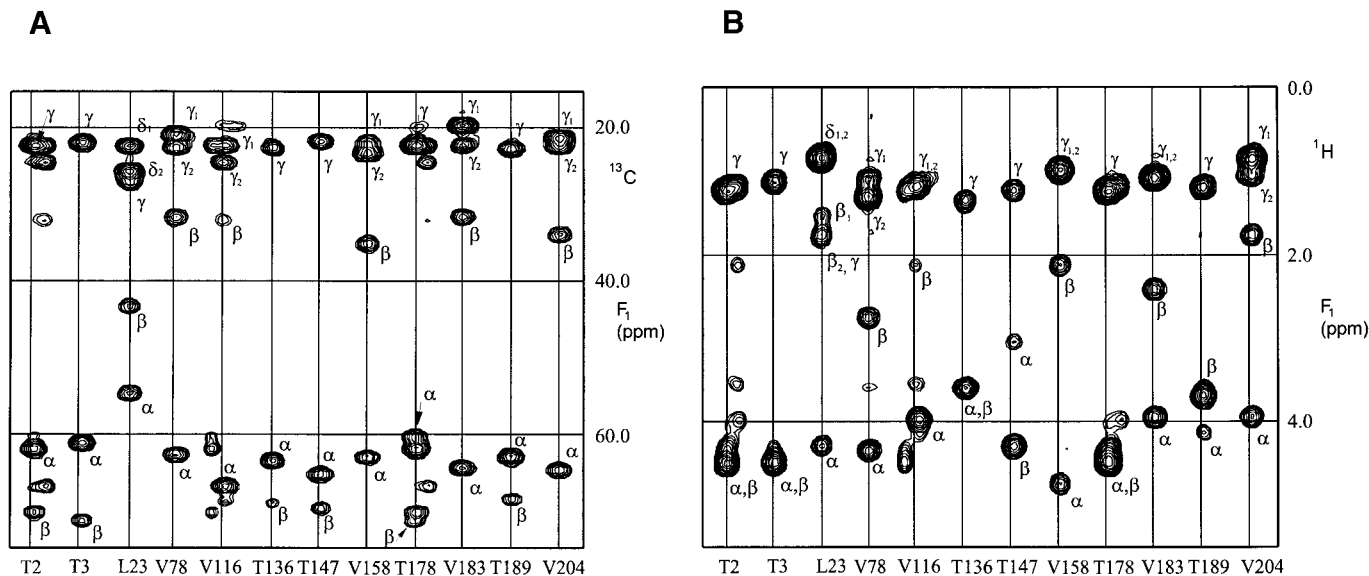 A
γ γ δ₁ γ₁ γ₁ γ₁ γ γ₁ γ₁
20.0
δ₂ γ₂ γ₂ γ γ γ₂ γ₂ γ γ₂
¹³C
γ
β β β β β
40.0
F₁
(ppm)
β
α α
60.0
α α α α α α α α α α
β β β β β β
T2 T3 L23 V78 V116 T136 T147 V158 T178 V183 T189 V204
B
0.0
δ₁,₂ γ₁
¹H
γ γ γ₁ γ₁,₂ γ γ γ₁,₂ γ γ₁,₂ γ
γ₂
β₁ γ₂
β
2.0
β₂, γ β β β
F₁
(ppm)
β α β
α,β
4.0
α α α α
α,β α,β α α β α α,β
T2 T3 L23 V78 V116 T136 T147 V158 T178 V183 T189 V204